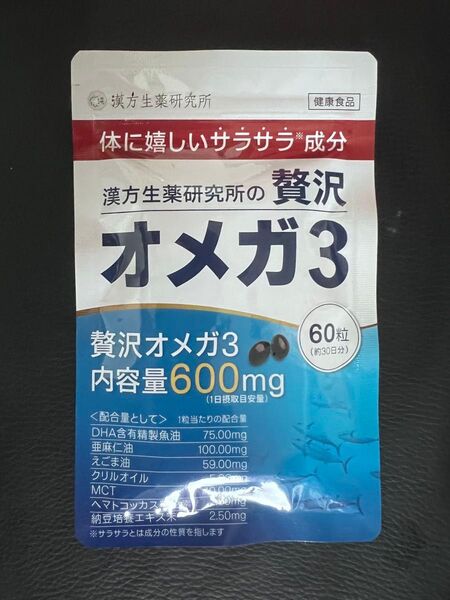 漢方生薬研究所
健康食品
体に嬉しいサラサラ※成分
漢方生薬研究所の 贅沢
オメガ3
60粒
(約30日分)
贅沢オメガ3
内容量600mg
(1日摂取目安量)
<配合量として> 1粒当たりの配合量
DHA含有精製魚油 75.00mg
亜麻仁油 100.00mg
えごま油 59.00mg
クリルオイル
MCT
ヘマトコッカス
納豆培養エキス末 2.50mg
※サラサラとは成分の性質を指します